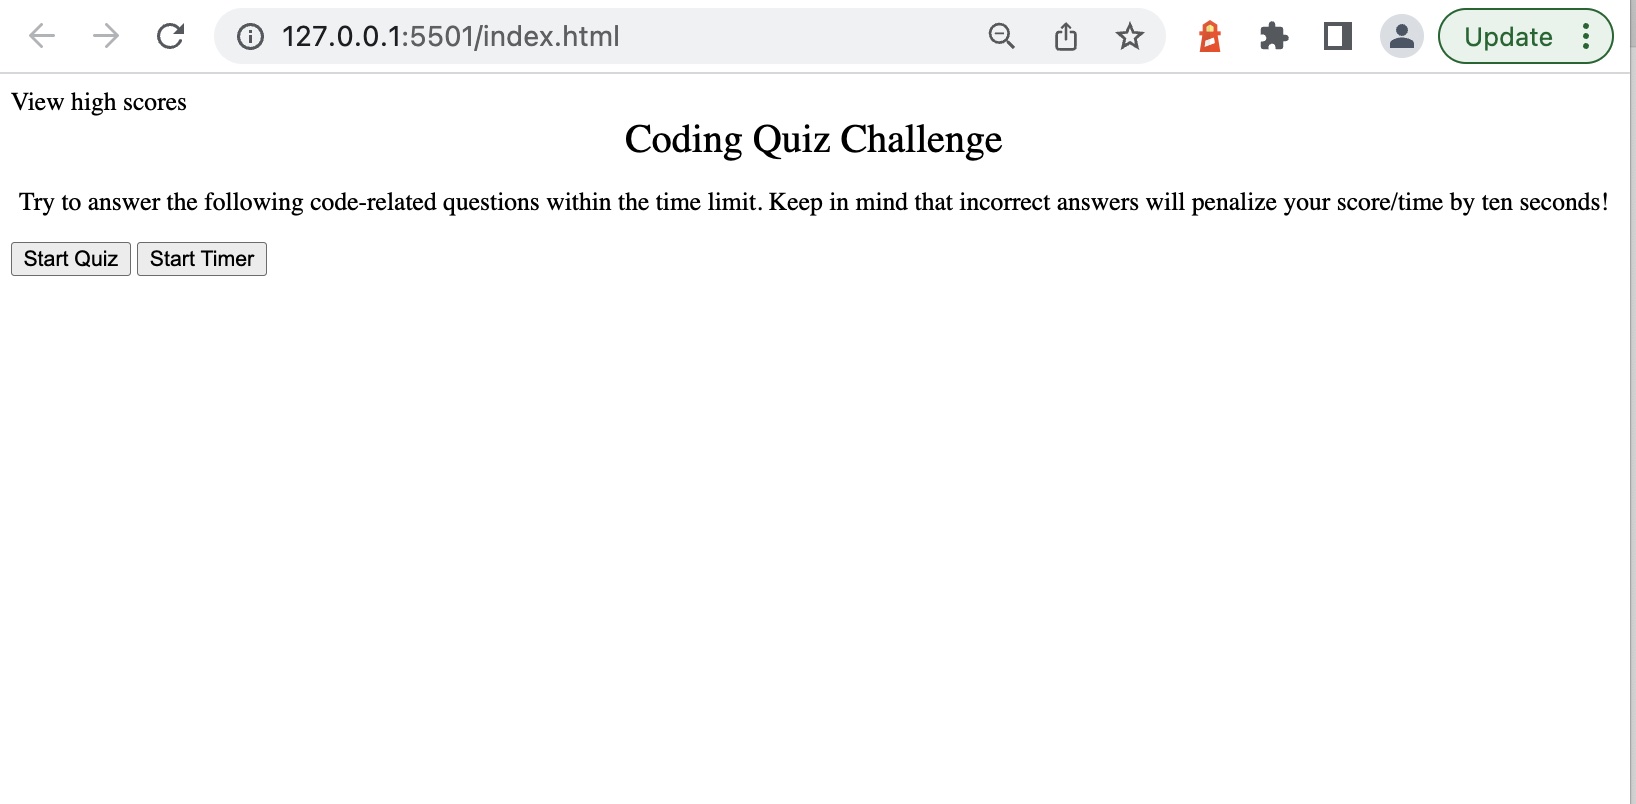 127.0.0.1:5501/index.html
Update
View high scores
Coding Quiz Challenge
Try to answer the following code-related questions within the time limit. Keep in mind that incorrect answers will penalize your score/time by ten seconds!
Start Quiz Start Timer